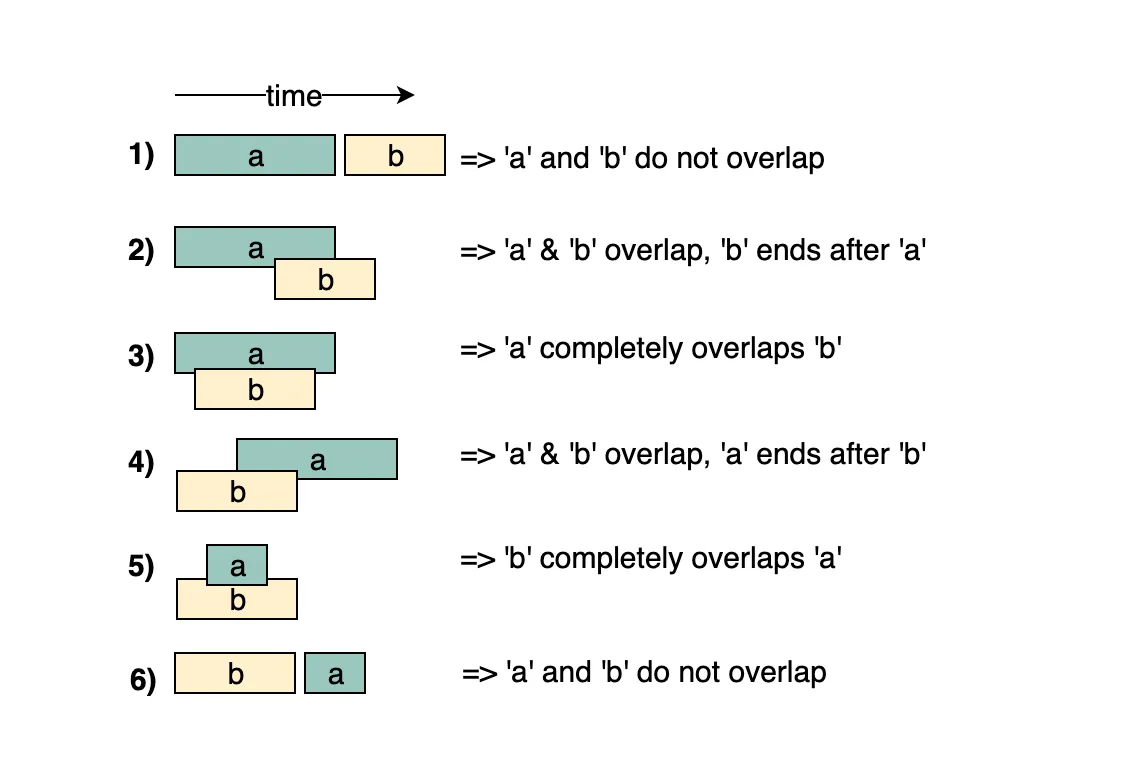 time
1) a b => 'a' and 'b' do not overlap
2) a => 'a' & 'b' overlap, 'b' ends after 'a'
b
3) a => 'a' completely overlaps 'b'
b
4) a => 'a' & 'b' overlap, 'a' ends after 'b'
b
5) a => 'b' completely overlaps 'a'
b
6) b a => 'a' and 'b' do not overlap